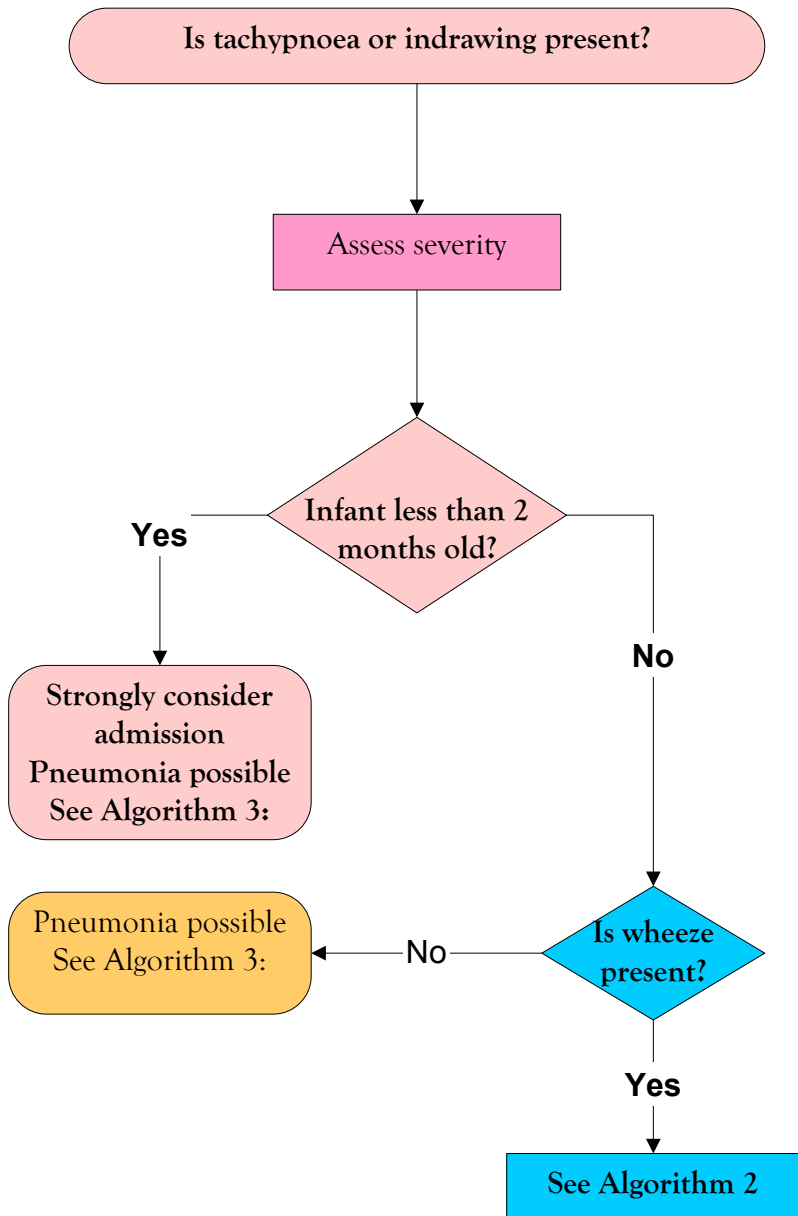 Is tachypnoea or indrawing present?
Assess severity
Infant less than 2
months old?
Yes
No
Strongly consider
admission
Pneumonia possible
See Algorithm 3:
Pneumonia possible
See Algorithm 3:
No
Is wheeze
present?
Yes
See Algorithm 2